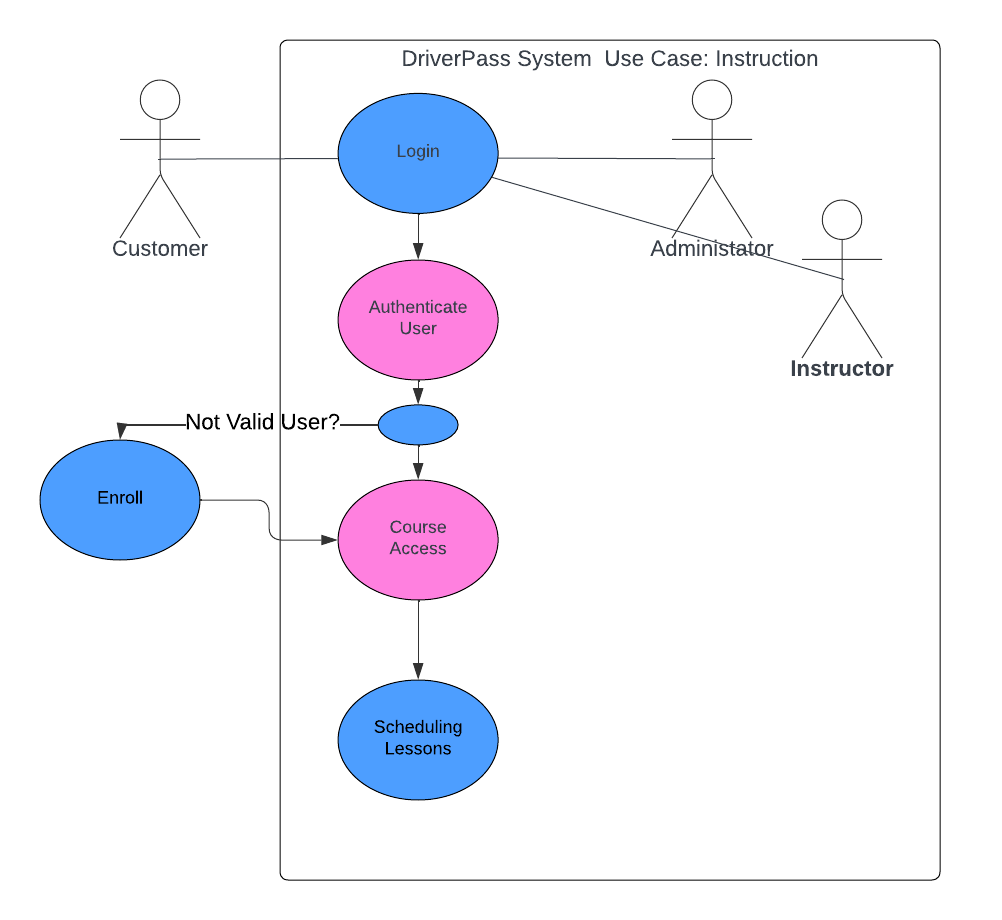 DriverPass System  Use Case: Instruction
Login
Customer
Administator
Authenticate
User
Instructor
Not Valid User?
Enroll
Course
Access
Scheduling
Lessons